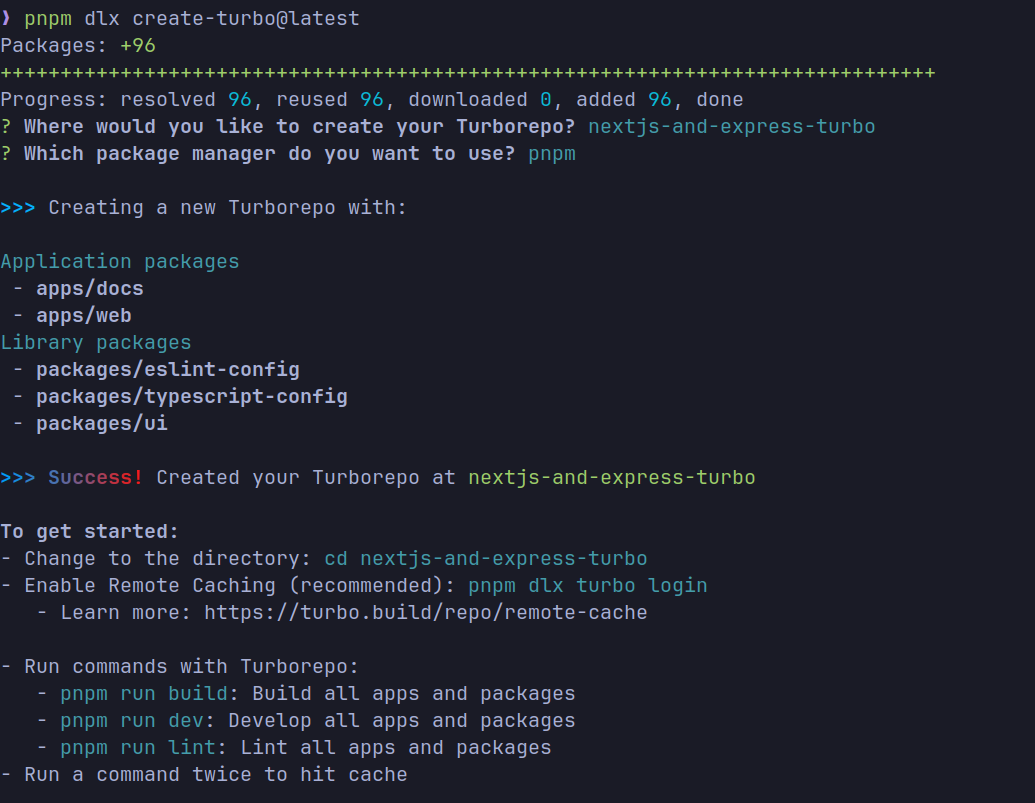 ❯ pnpm dlx create-turbo@latest
Packages: +96
++++++++++++++++++++++++++++++++++++++++++++++++++++++++++++++++++++++++++++++
Progress: resolved 96, reused 96, downloaded 0, added 96, done
? Where would you like to create your Turborepo? nextjs-and-express-turbo
? Which package manager do you want to use? pnpm
>>> Creating a new Turborepo with:
Application packages
- apps/docs
- apps/web
Library packages
- packages/eslint-config
- packages/typescript-config
- packages/ui
>>> Success! Created your Turborepo at nextjs-and-express-turbo
To get started:
- Change to the directory: cd nextjs-and-express-turbo
- Enable Remote Caching (recommended): pnpm dlx turbo login
- Learn more: https://turbo.build/repo/remote-cache
- Run commands with Turborepo:
- pnpm run build: Build all apps and packages
- pnpm run dev: Develop all apps and packages
- pnpm run lint: Lint all apps and packages
- Run a command twice to hit cache